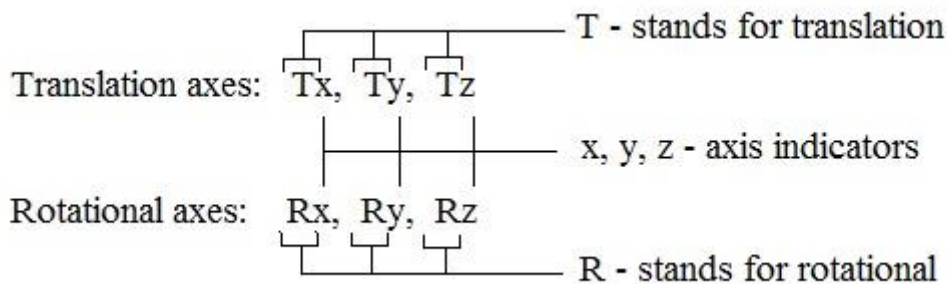 T - stands for translation
Translation axes: Tx, Ty, Tz
x, y, z - axis indicators
Rotational axes: Rx, Ry, Rz
R - stands for rotational